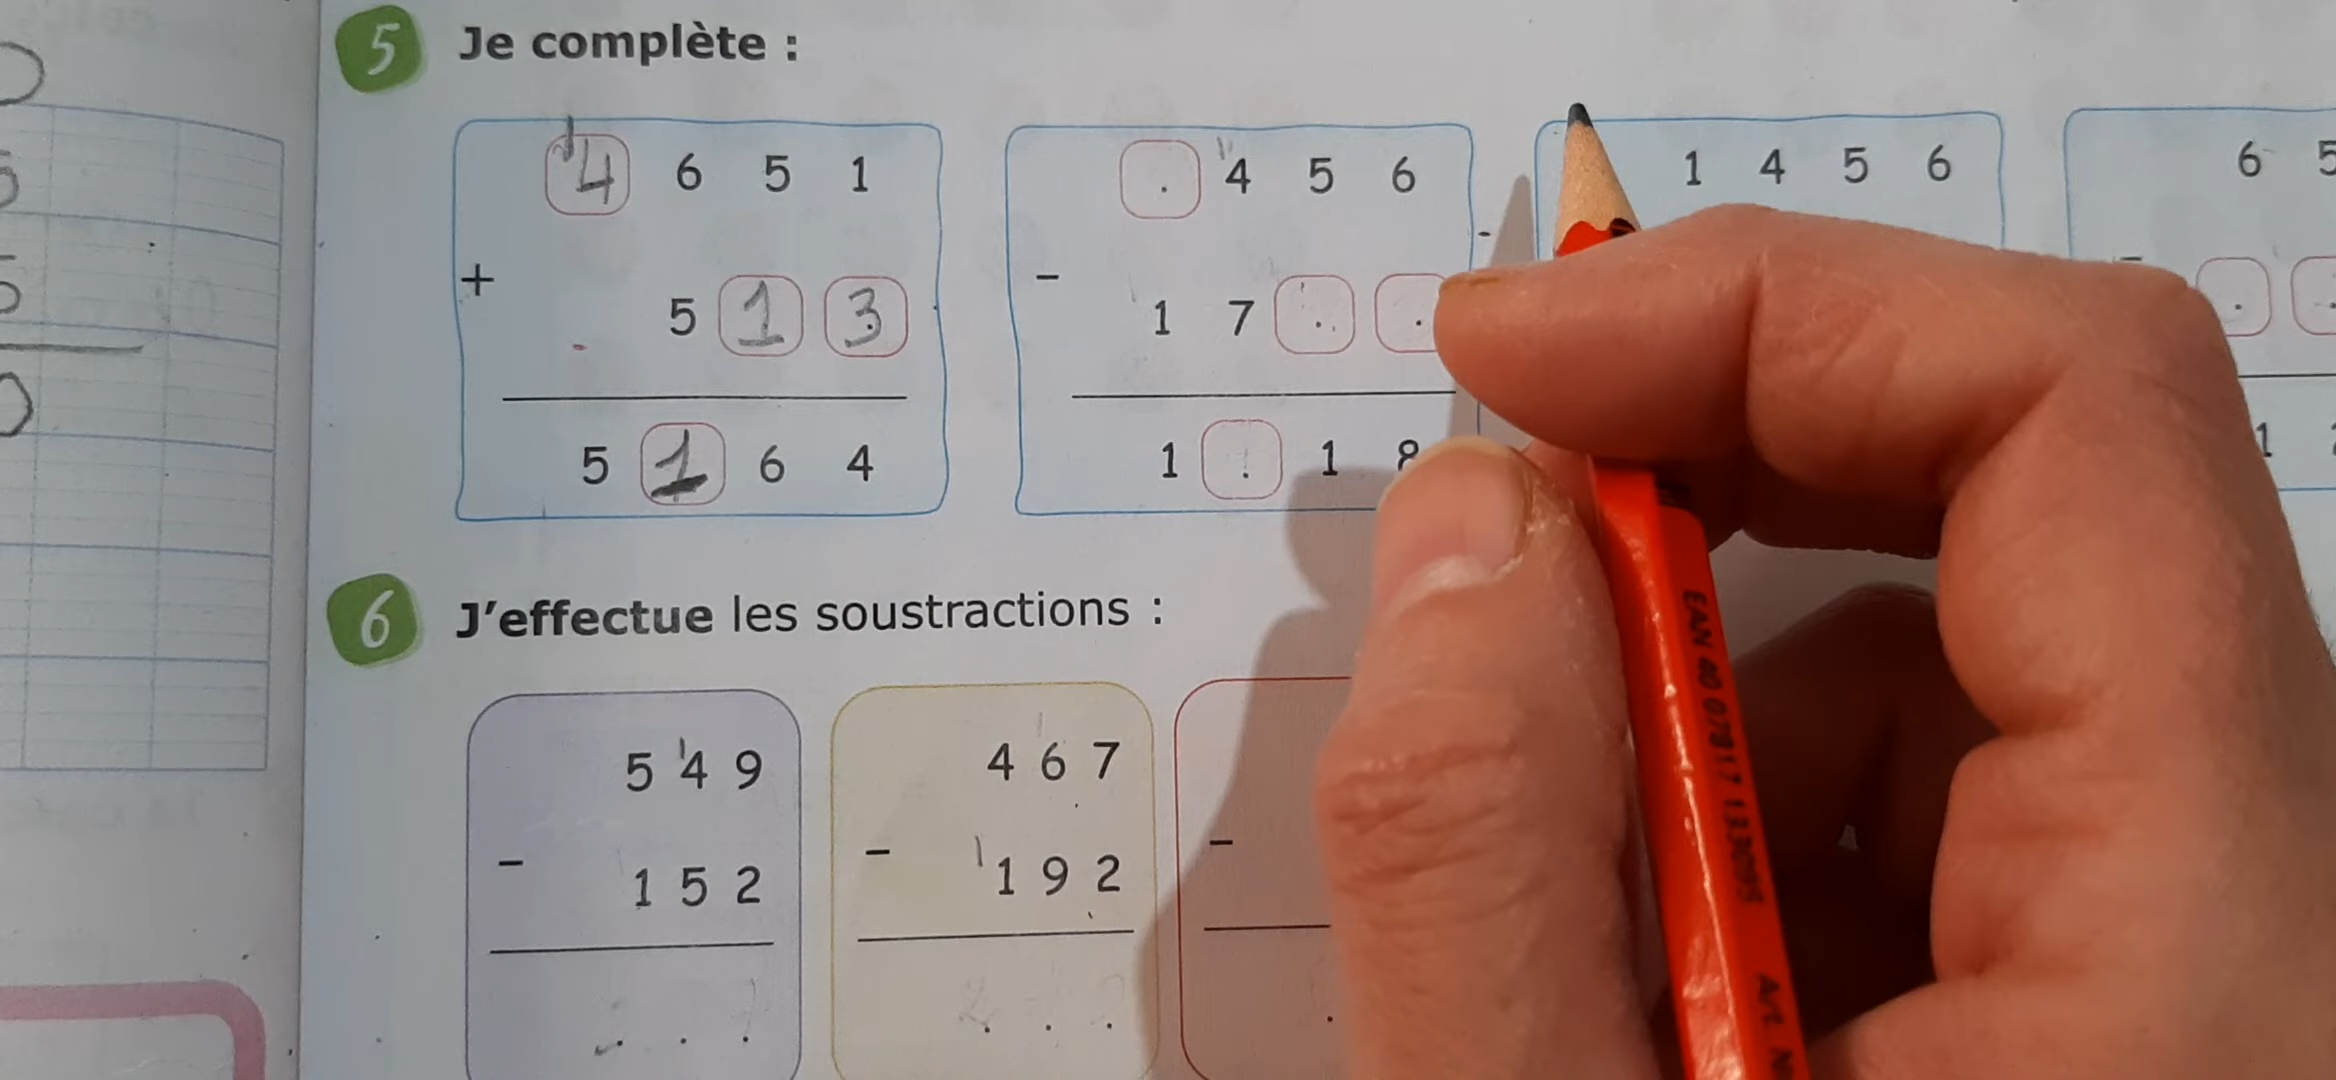 5 Je complète :
4 6 5 1
+ 5 1 3
5 1 6 4
. 4 5 6
- 1 7 . .
1 . 1 8
- 1 4 5 6
6 5
- . .
1
6 J'effectue les soustractions :
5 4 9
- 1 5 2
. . .
4 6 7
- 1 9 2
. . .
-
.